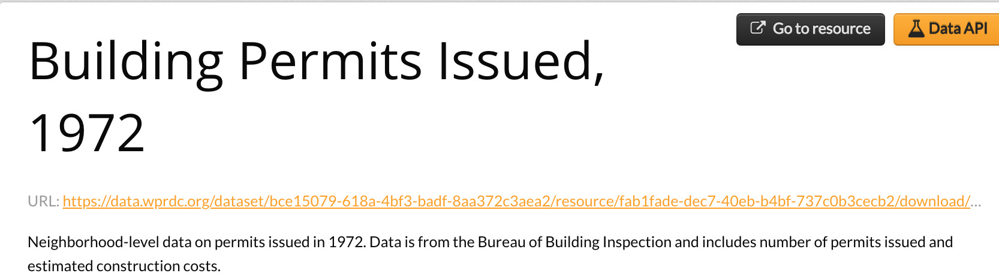 Go to resource
Data API
Building Permits Issued,
1972
URL: https://data.wprdc.org/dataset/bce15079-618a-4bf3-badf-8aa372c3aea2/resource/fab1fade-dec7-40eb-b4bf-737c0b3cecb2/download/...
Neighborhood-level data on permits issued in 1972. Data is from the Bureau of Building Inspection and includes number of permits issued and
estimated construction costs.